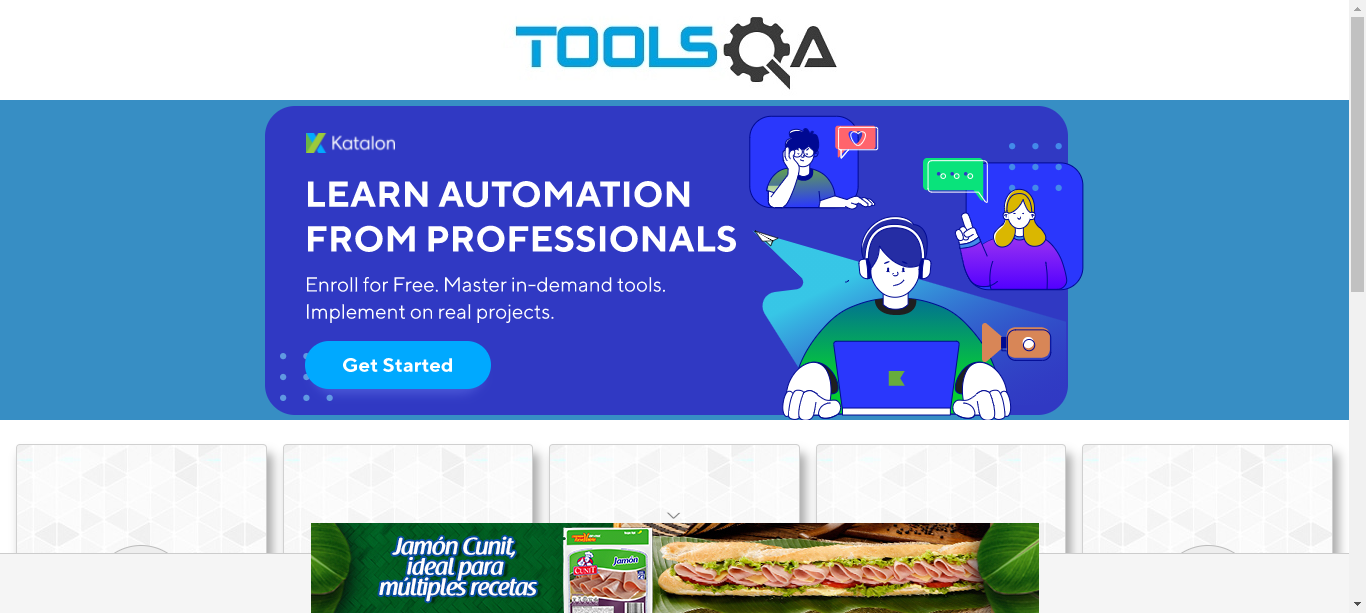 TOOLSQA
Katalon
LEARN AUTOMATION
FROM PROFESSIONALS
Enroll for Free. Master in-demand tools.
Implement on real projects.
Get Started
Jamón Cunit,
ideal para
múltiples recetas
CUNIT
Jamón